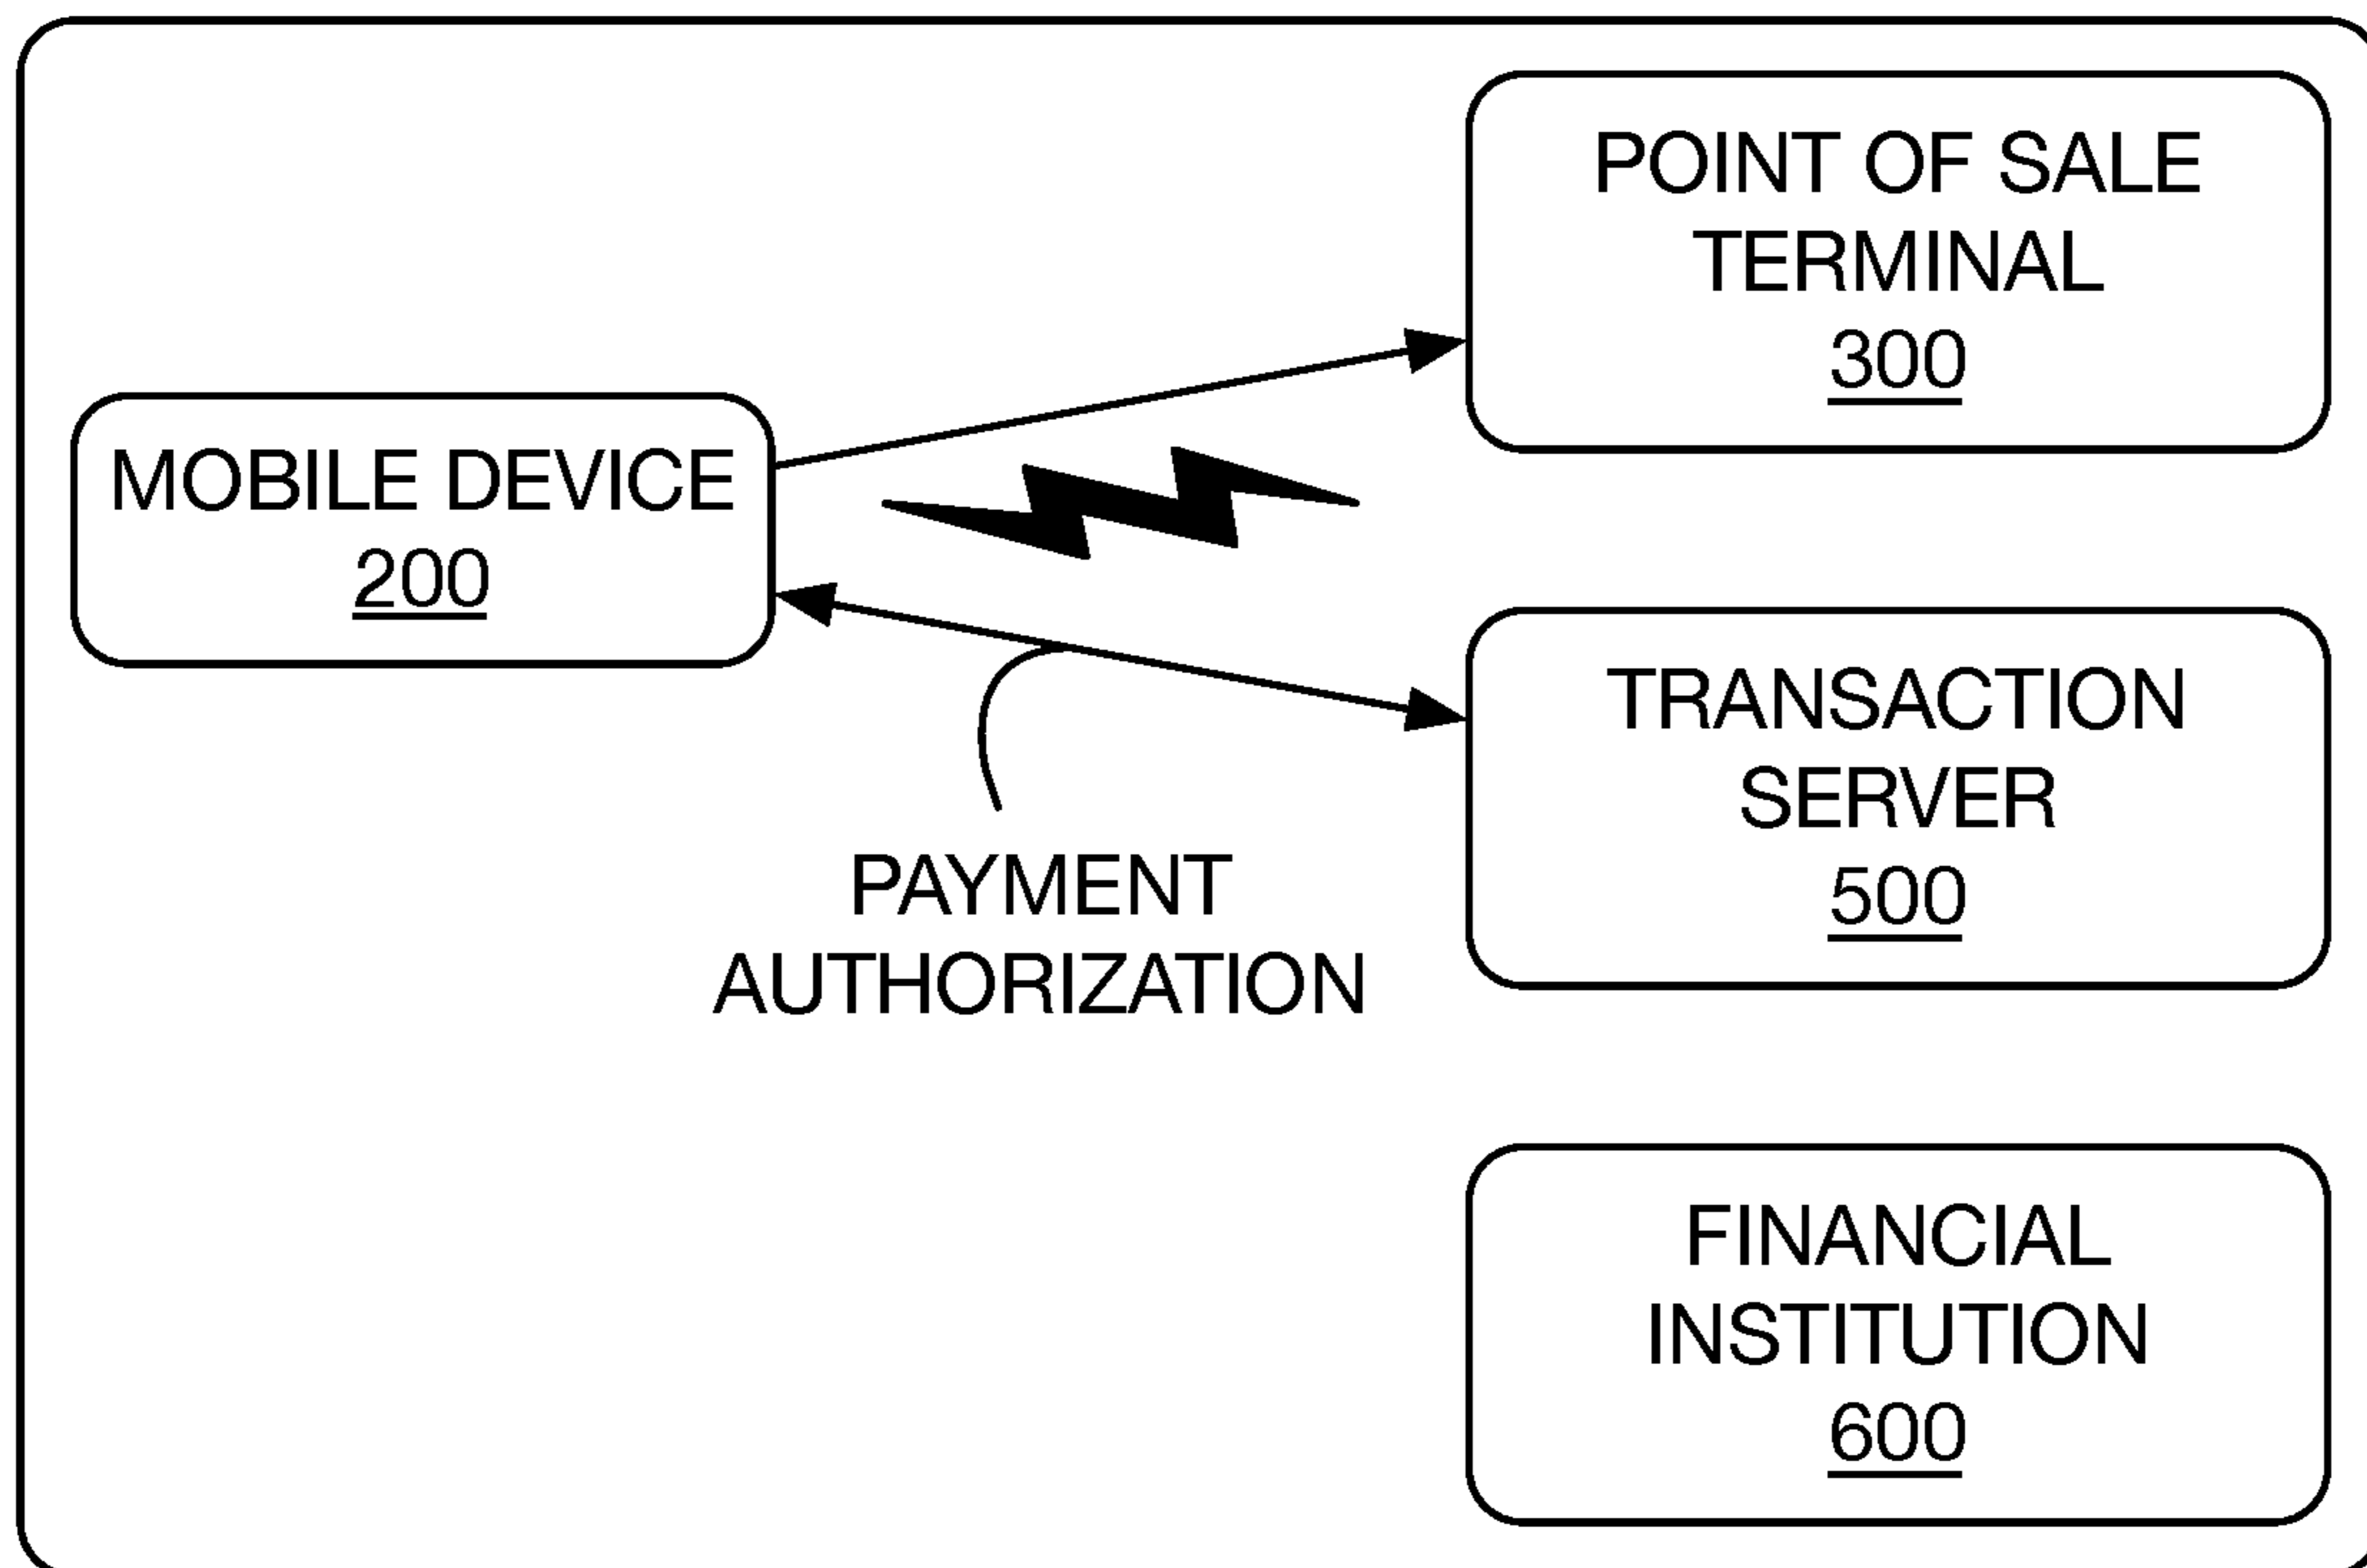 POINT OF SALE
TERMINAL
300
MOBILE DEVICE
200
TRANSACTION
SERVER
500
PAYMENT
AUTHORIZATION
FINANCIAL
INSTITUTION
600